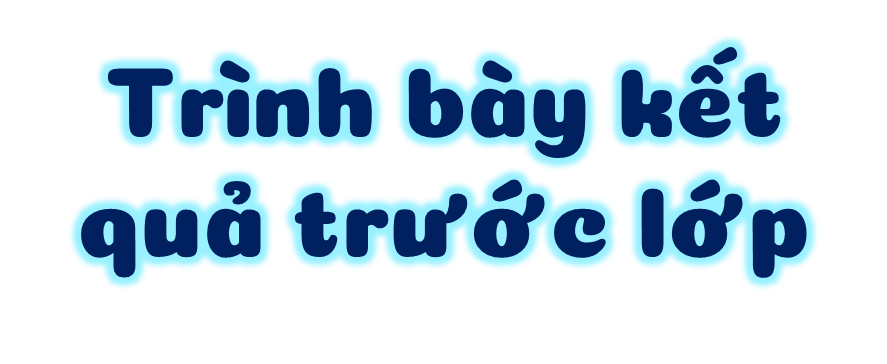 Trình bày kết
quả trước lớp